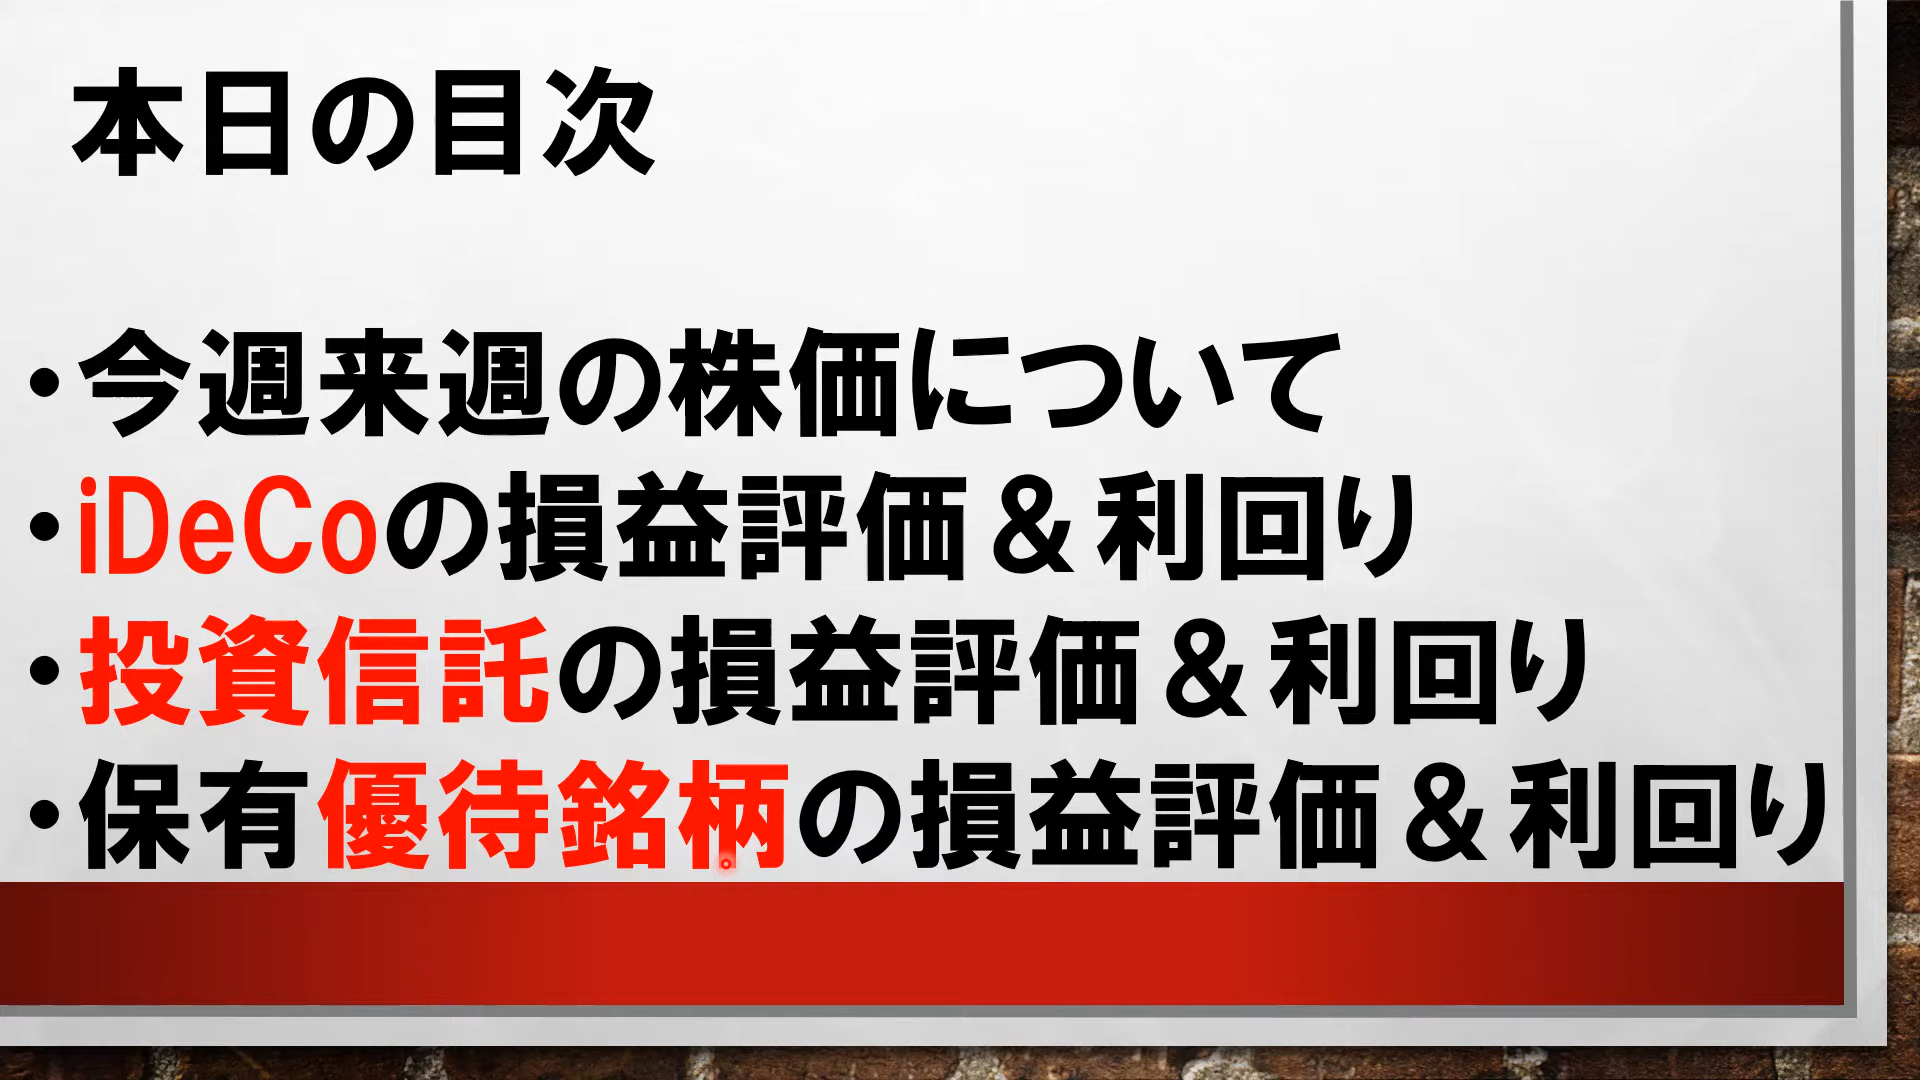 本日の目次
・今週来週の株価について
・iDeCoの損益評価＆利回り
・投資信託の損益評価＆利回り
・保有優待銘柄の損益評価＆利回り